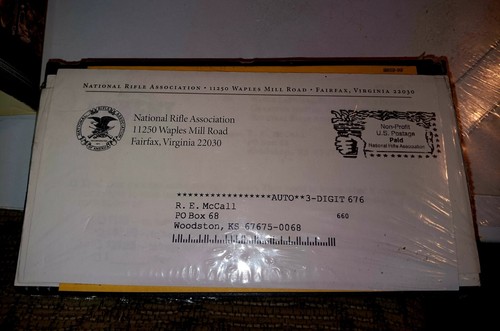 NATIONAL RIFLE ASSOCIATION • 11250 WAPLES MILL ROAD • FAIRFAX, VIRGINIA 22030
National Rifle Association
11250 Waples Mill Road
Fairfax, Virginia 22030
Non-Profit
U.S. Postage
Paid
National Rifle Association
******************AUTO**3-DIGIT 676
R. E. McCall
PO Box 68 660
Woodston, KS 67675-0068